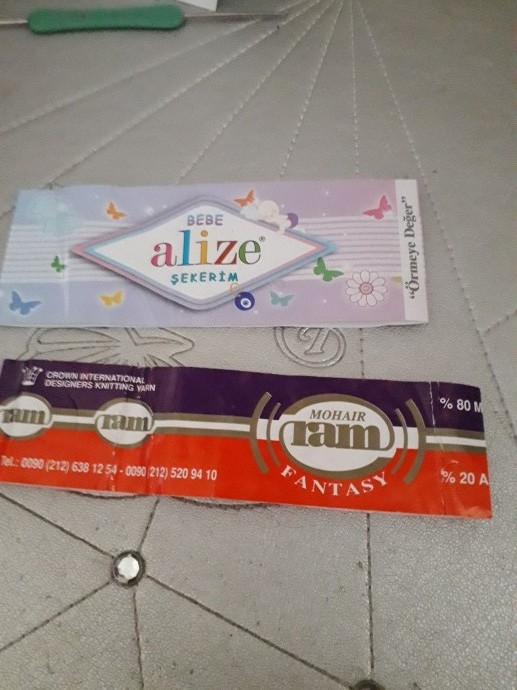 BEBE
alize®
ŞEKERİM
"Örmeye Değer"
CROWN INTERNATIONAL
DESIGNERS KNITTING YARN
ram
ram
MOHAIR
ram
FANTASY
% 80 M
% 20 A
Tel.: 0090 (212) 638 12 54 - 0090 (212) 520 94 10